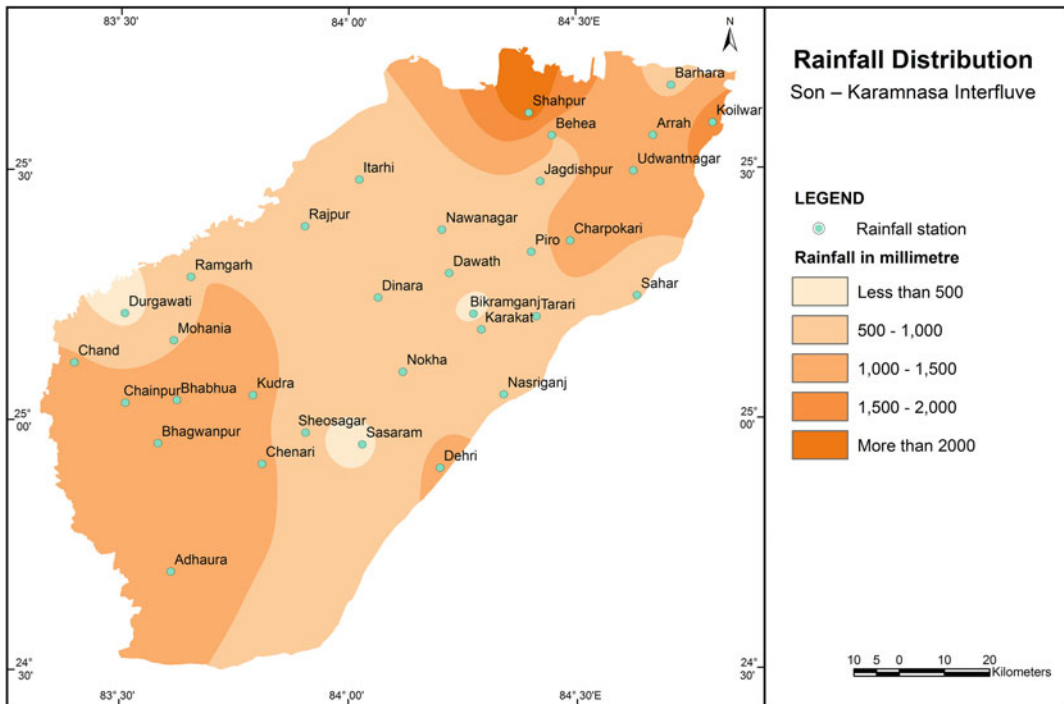 83° 30'
84° 00'
84° 30'E
N
Rainfall Distribution
Son – Karamnasa Interfluve
Barhara
Shahpur
Koilwar
Behea
Arrah
25°
30'
Itarhi
Jagdishpur
Udwantnagar
25°
30'
LEGEND
Rainfall station
Rajpur
Nawanagar
Charpokari
Piro
Rainfall in millimetre
Ramgarh
Dawath
Dinara
Sahar
Less than 500
Durgawati
Bikramganj
Tarari
Karakat
500 - 1,000
Mohania
Chand
Nokha
1,000 - 1,500
Chainpur
Bhabhua
Kudra
Nasriganj
25°
00'
Sheosagar
Sasaram
25°
00'
1,500 - 2,000
Bhagwanpur
Chenari
Dehri
More than 2000
Adhaura
24°
30'
24°
30'
10 5 0 10 20
Kilometers
83° 30'
84° 00'
84° 30'E